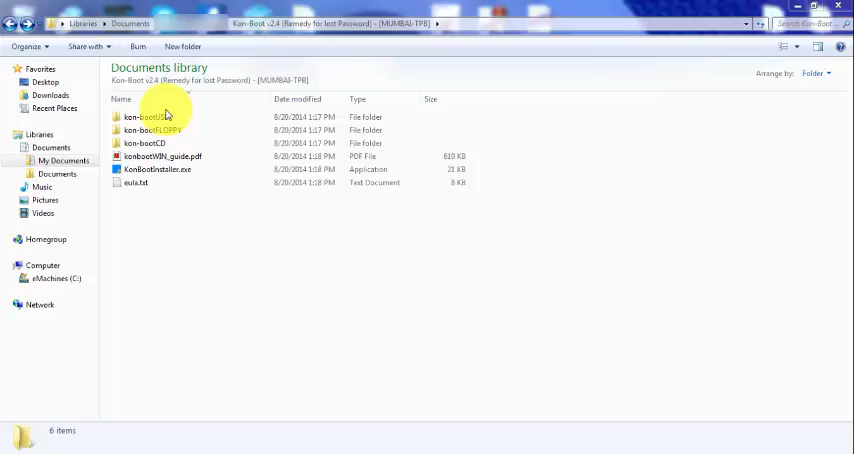 Libraries Documents Kon-Boot v2.4 (Remedy for lost Password) - [MUMBAI-TPB] Search Kon-Boot ...
Organize Share with Burn New folder
Favorites
Desktop
Downloads
Recent Places
Libraries
Documents
My Documents
Documents
Music
Pictures
Videos
Homegroup
Computer
eMachines (C:)
Network
Documents library
Kon-Boot v2.4 (Remedy for lost Password) - [MUMBAI-TPB]
Arrange by: Folder
Name Date modified Type Size
kon-bootUSB 8/20/2014 1:17 PM File folder
kon-bootFLOPPY 8/20/2014 1:17 PM File folder
kon-bootCD 8/20/2014 1:17 PM File folder
konbootWIN_guide.pdf 8/20/2014 1:18 PM PDF File 610 KB
KonBootInstaller.exe 8/20/2014 1:18 PM Application 21 KB
eula.txt 8/20/2014 1:18 PM Text Document 8 KB
6 items